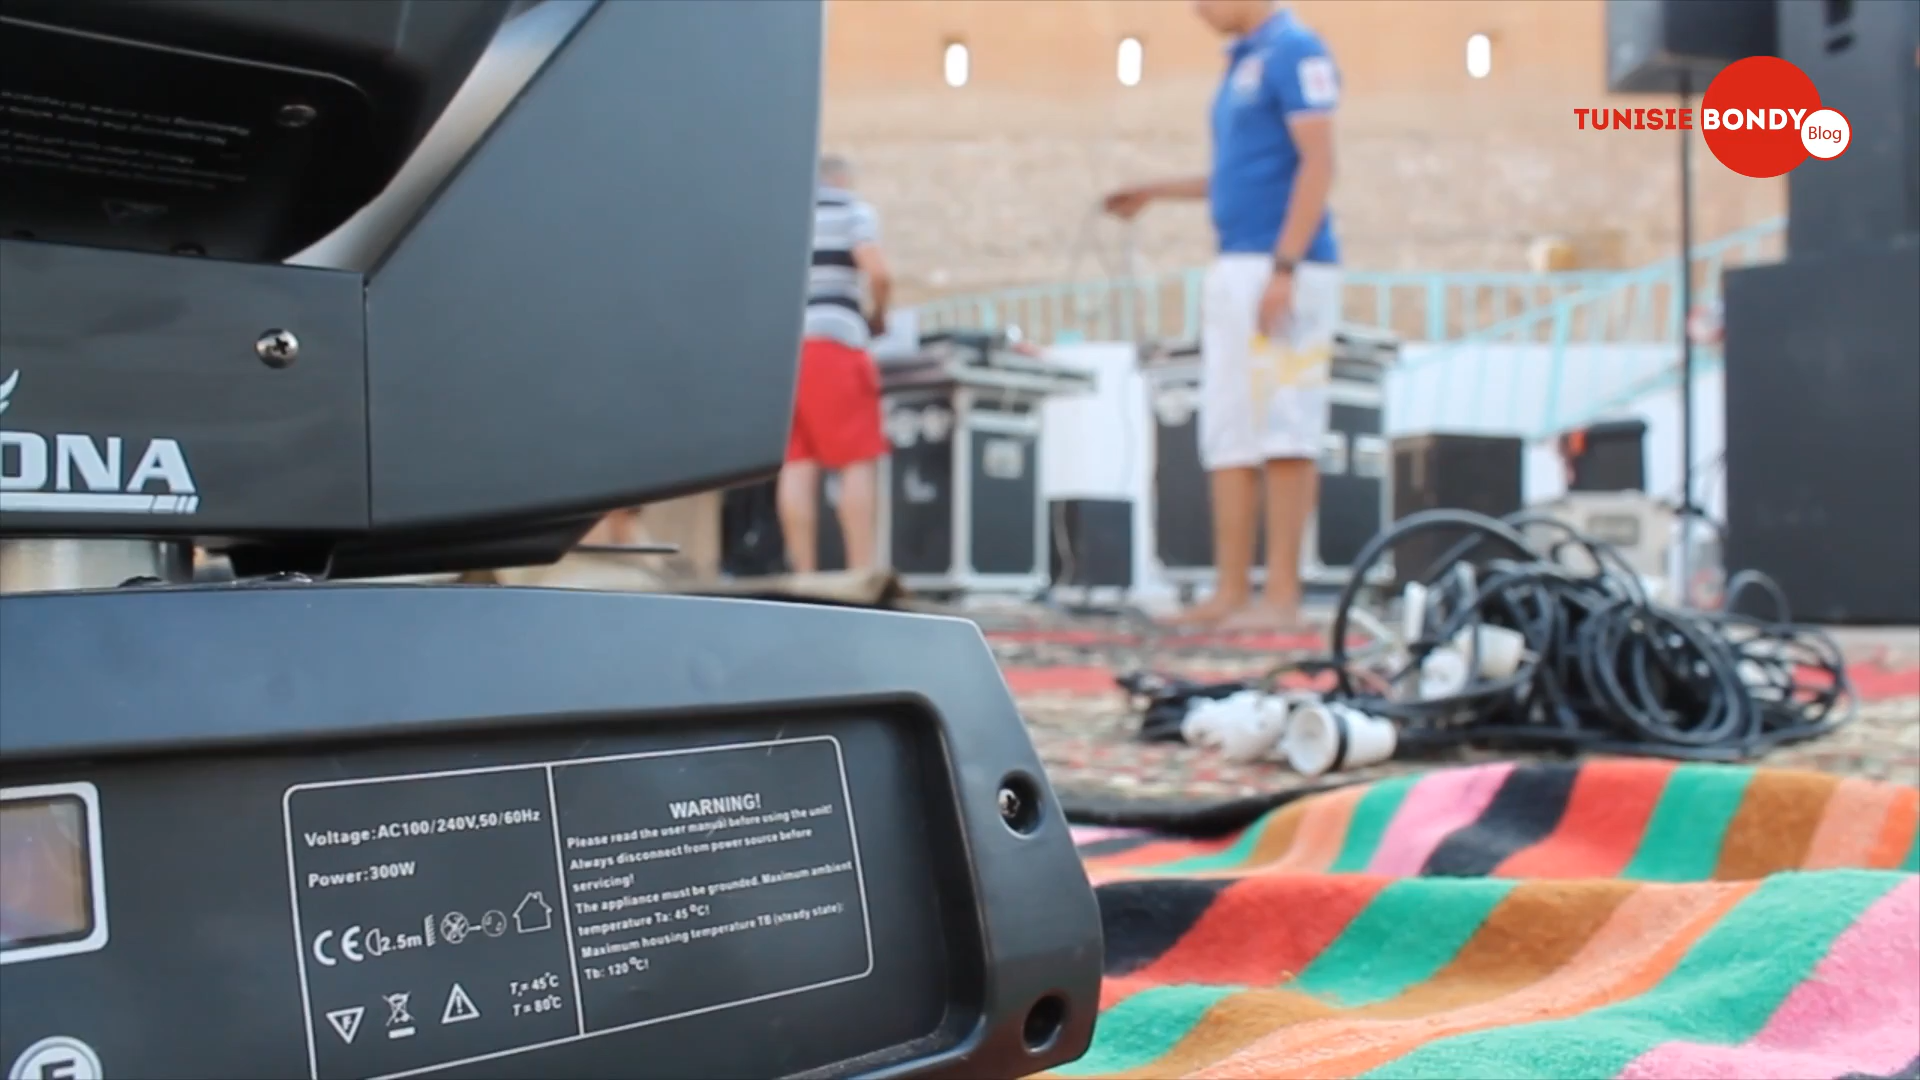 TUNISIE BONDY
Blog
ONA
Voltage:AC100/240V,50/60Hz
Power:300W
CE 2.5m
F
Ta= 45°C
T = 80°C
WARNING!
Please read the user manual before using the unit!
Always disconnect from power source before
servicing!
The appliance must be grounded. Maximum ambient
temperature Ta: 45 °C!
Maximum housing temperature TB (steady state):
Tb: 120 °C!